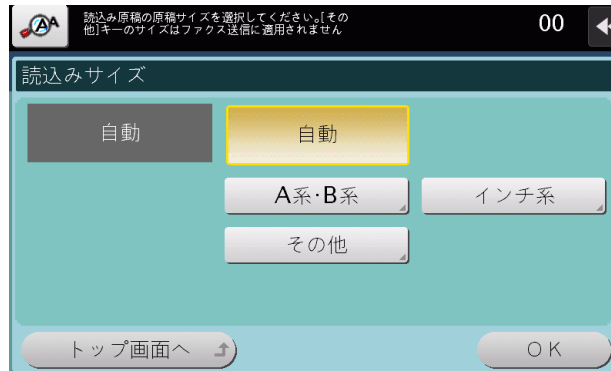 読込み原稿の原稿サイズを選択してください。[その
他]キーのサイズはファクス送信に適用されません
00
読込みサイズ
自動
自動
A系･B系
インチ系
その他
トップ画面へ
OK